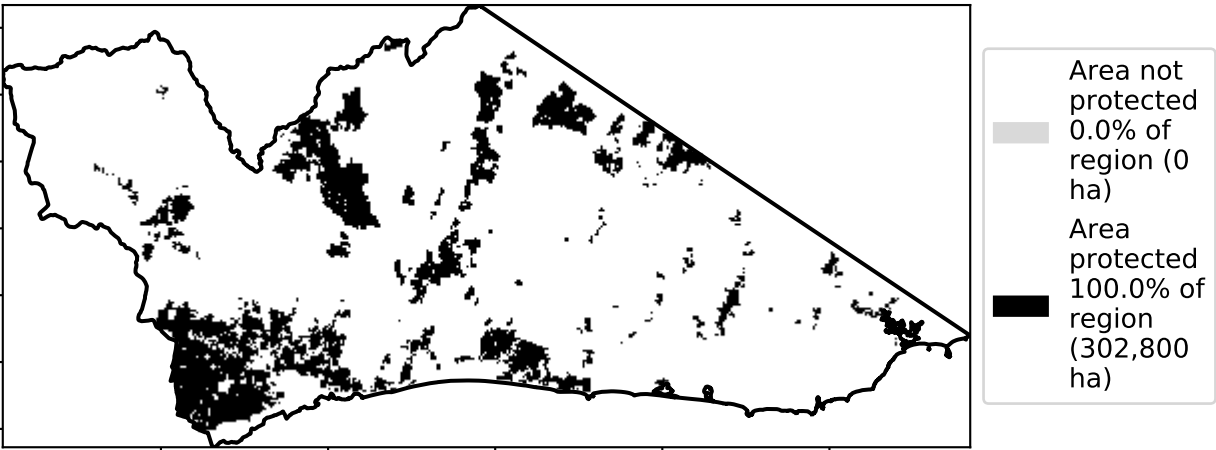 Area not
protected
0.0% of
region (0
ha)
Area
protected
100.0% of
region
(302,800
ha)